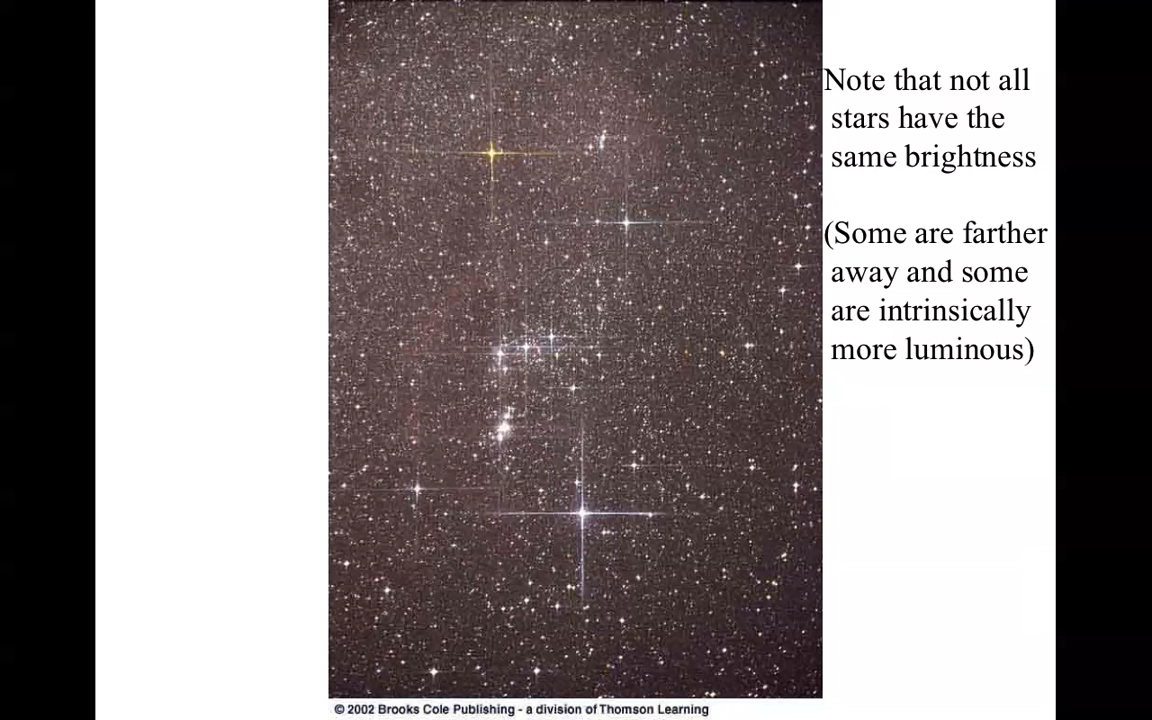 Note that not all
stars have the
same brightness
(Some are farther
away and some
are intrinsically
more luminous)
© 2002 Brooks Cole Publishing - a division of Thomson Learning